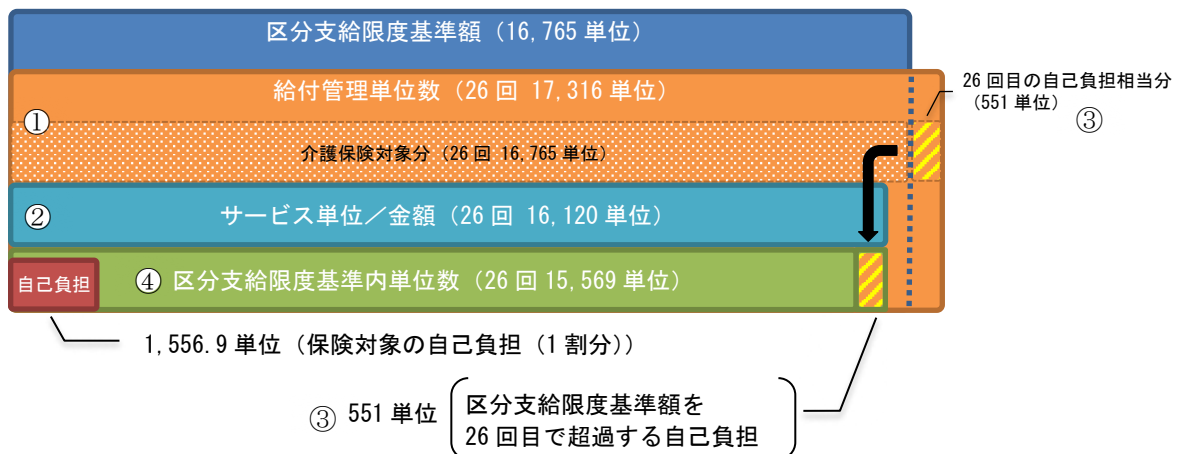 区分支給限度基準額（16,765 単位）
給付管理単位数（26 回 17,316 単位）
26 回目の自己負担相当分
（551 単位）
③
①
介護保険対象分（26 回 16,765 単位）
②
サービス単位／金額（26 回 16,120 単位）
自己負担
④ 区分支給限度基準内単位数（26 回 15,569 単位）
1,556.9 単位（保険対象の自己負担（1 割分））
③ 551 単位
区分支給限度基準額を
26 回目で超過する自己負担